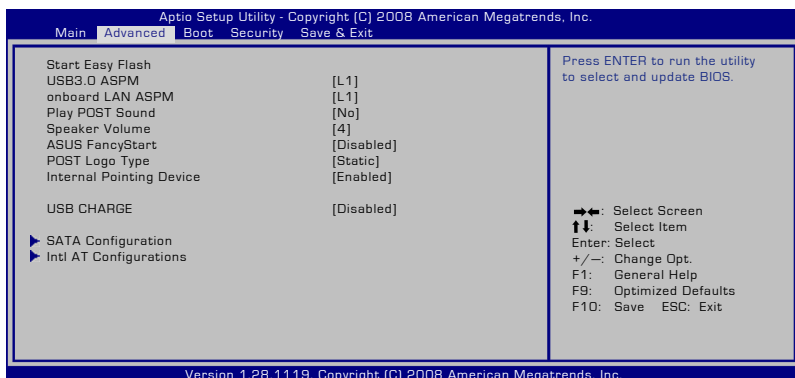 Aptio Setup Utility - Copyright (C) 2008 American Megatrends, Inc.
Main Advanced Boot Security Save & Exit
Start Easy Flash
USB3.0 ASPM [L1]
onboard LAN ASPM [L1]
Play POST Sound [No]
Speaker Volume [4]
ASUS FancyStart [Disabled]
POST Logo Type [Static]
Internal Pointing Device [Enabled]
USB CHARGE [Disabled]
SATA Configuration
Intl AT Configurations
Press ENTER to run the utility
to select and update BIOS.
→←: Select Screen
↑↓: Select Item
Enter: Select
+/—: Change Opt.
F1: General Help
F9: Optimized Defaults
F10: Save ESC: Exit
Version 1.28.1119. Copyright (C) 2008 American Megatrends, Inc.